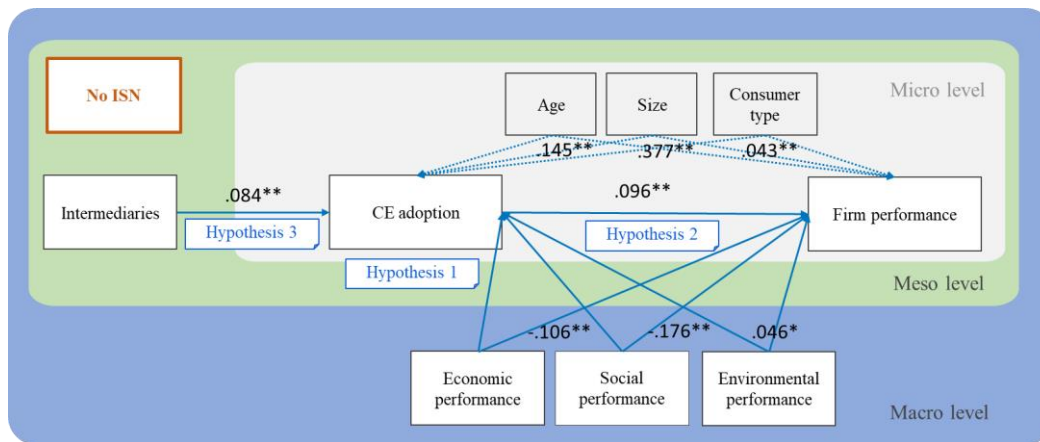 No ISN
Micro level
Age
Size
Consumer
type
.145**
.377**
.043**
Intermediaries
.084**
Hypothesis 3
CE adoption
Hypothesis 1
.096**
Hypothesis 2
Firm performance
Meso level
-.106**
-.176**
.046*
Economic
performance
Social
performance
Environmental
performance
Macro level